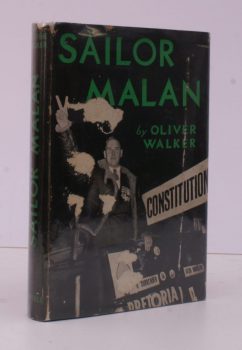 SAILOR
MALAN
by OLIVER
WALKER
SAILOR MALAN
CONSTITUTION
PRETORIA